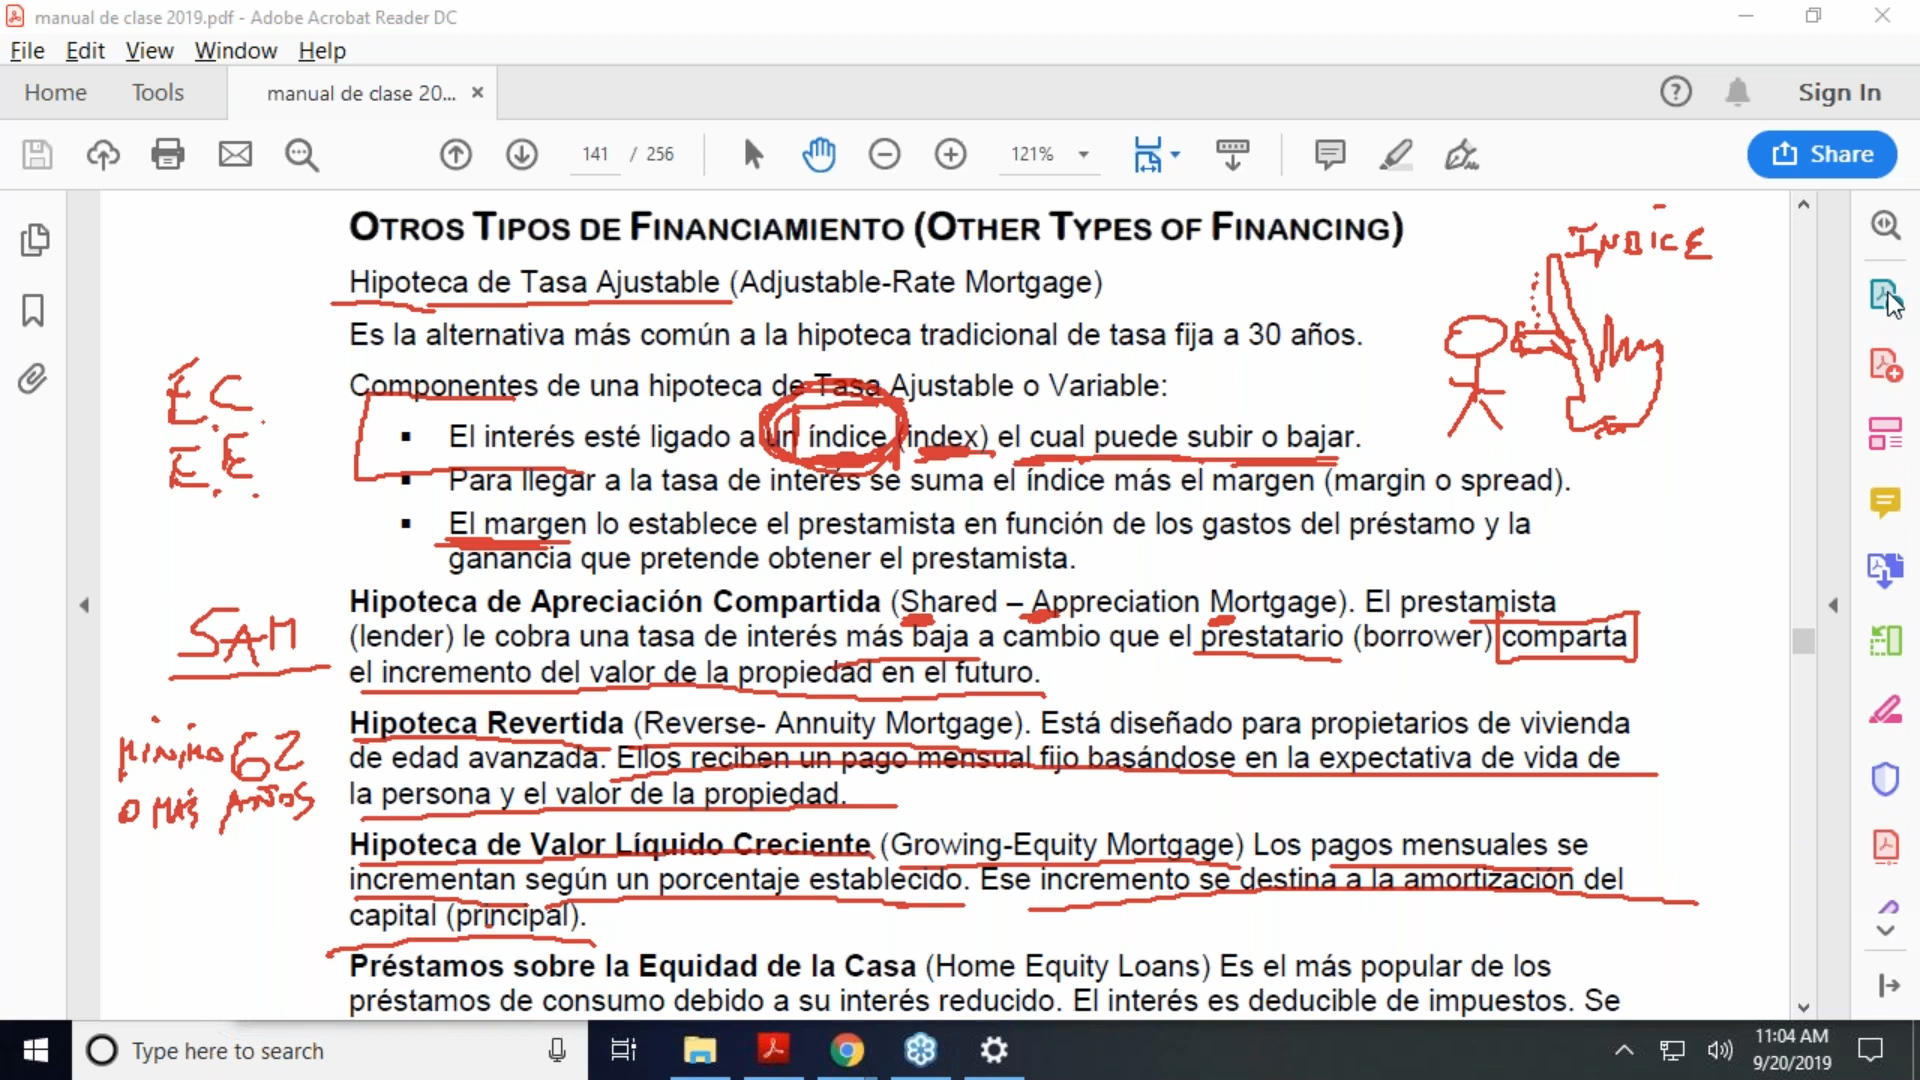 manual de clase 2019.pdf - Adobe Acrobat Reader DC
File Edit View Window Help
Home Tools manual de clase 20... × Sign In
141 / 256 121% Share
OTROS TIPOS DE FINANCIAMIENTO (OTHER TYPES OF FINANCING)
INDICE
Hipoteca de Tasa Ajustable (Adjustable-Rate Mortgage)
Es la alternativa más común a la hipoteca tradicional de tasa fija a 30 años.
Componentes de una hipoteca de Tasa Ajustable o Variable:
E.C.
▪ El interés esté ligado a un índice (index) el cual puede subir o bajar.
E.E.
▪ Para llegar a la tasa de interés se suma el índice más el margen (margin o spread).
▪ El margen lo establece el prestamista en función de los gastos del préstamo y la
ganancia que pretende obtener el prestamista.
Hipoteca de Apreciación Compartida (Shared – Appreciation Mortgage). El prestamista
SAM
(lender) le cobra una tasa de interés más baja a cambio que el prestatario (borrower) comparta
el incremento del valor de la propiedad en el futuro.
Hipoteca Revertida (Reverse- Annuity Mortgage). Está diseñado para propietarios de vivienda
MINIMO 62
de edad avanzada. Ellos reciben un pago mensual fijo basándose en la expectativa de vida de
O MÁS AÑOS
la persona y el valor de la propiedad.
Hipoteca de Valor Líquido Creciente (Growing-Equity Mortgage) Los pagos mensuales se
incrementan según un porcentaje establecido. Ese incremento se destina a la amortización del
capital (principal).
Préstamos sobre la Equidad de la Casa (Home Equity Loans) Es el más popular de los
préstamos de consumo debido a su interés reducido. El interés es deducible de impuestos. Se
Type here to search
11:04 AM
9/20/2019